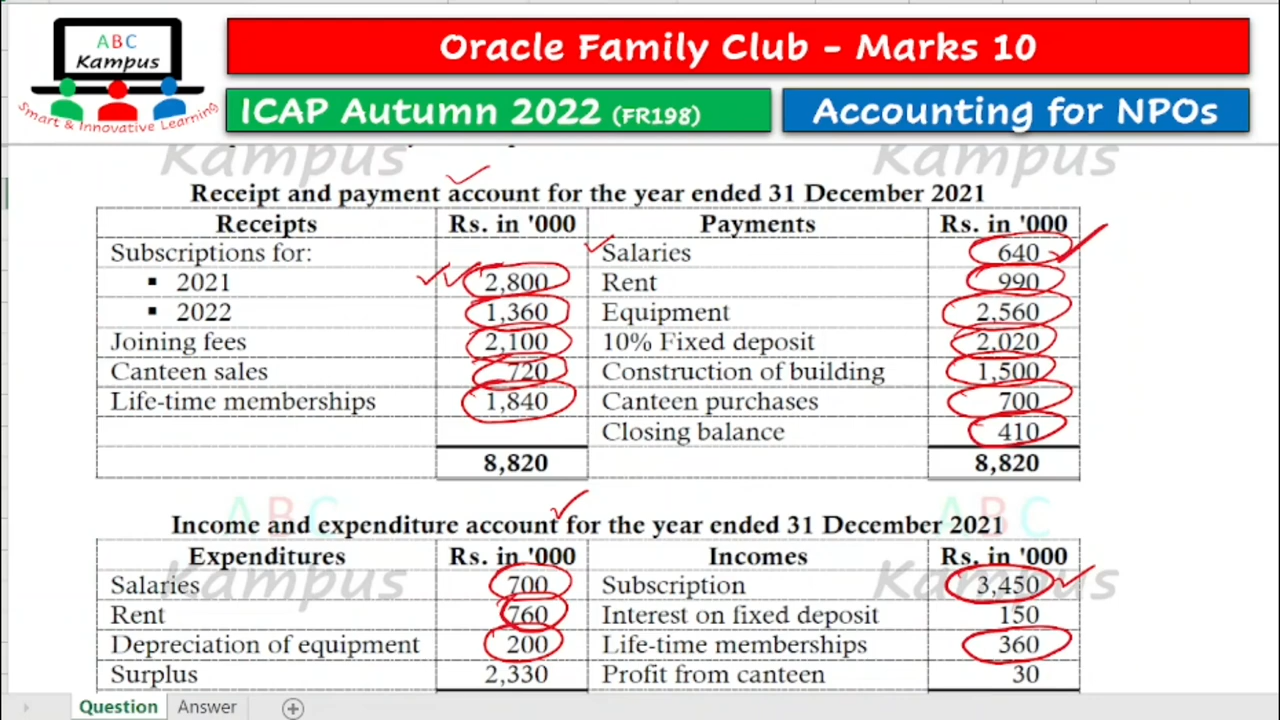 ABC
Kampus
Smart & Innovative Learning
Oracle Family Club - Marks 10
ICAP Autumn 2022 (FR198)
Accounting for NPOs
Kampus Kampus
Receipt and payment account for the year ended 31 December 2021
Receipts Rs. in '000 Payments Rs. in '000
Subscriptions for: Salaries 640
▪ 2021 2,800 Rent 990
▪ 2022 1,360 Equipment 2,560
Joining fees 2,100 10% Fixed deposit 2,020
Canteen sales 720 Construction of building 1,500
Life-time memberships 1,840 Canteen purchases 700
Closing balance 410
8,820 8,820
ABC ABC
Income and expenditure account for the year ended 31 December 2021
Expenditures Rs. in '000 Incomes Rs. in '000
Kampus Kampus
Salaries 700 Subscription 3,450
Rent 760 Interest on fixed deposit 150
Depreciation of equipment 200 Life-time memberships 360
Surplus 2,330 Profit from canteen 30
Question Answer